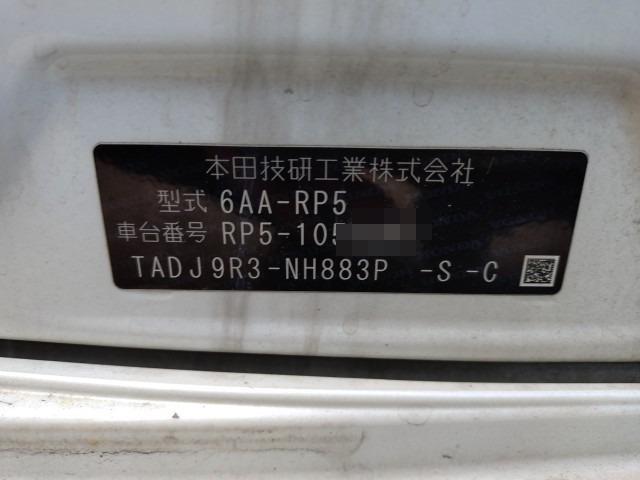 本田技研工業株式会社
型式 6AA-RP5
車台番号 RP5-105
TADJ9R3-NH883P -S -C